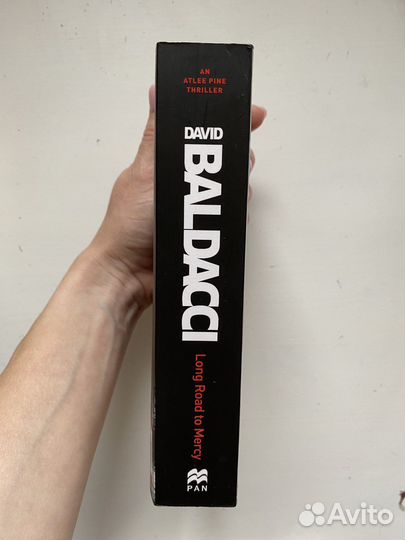 AN
ATLEE PINE
THRILLER
DAVID
BALDACCI
Long Road to Mercy
PAN
Avito